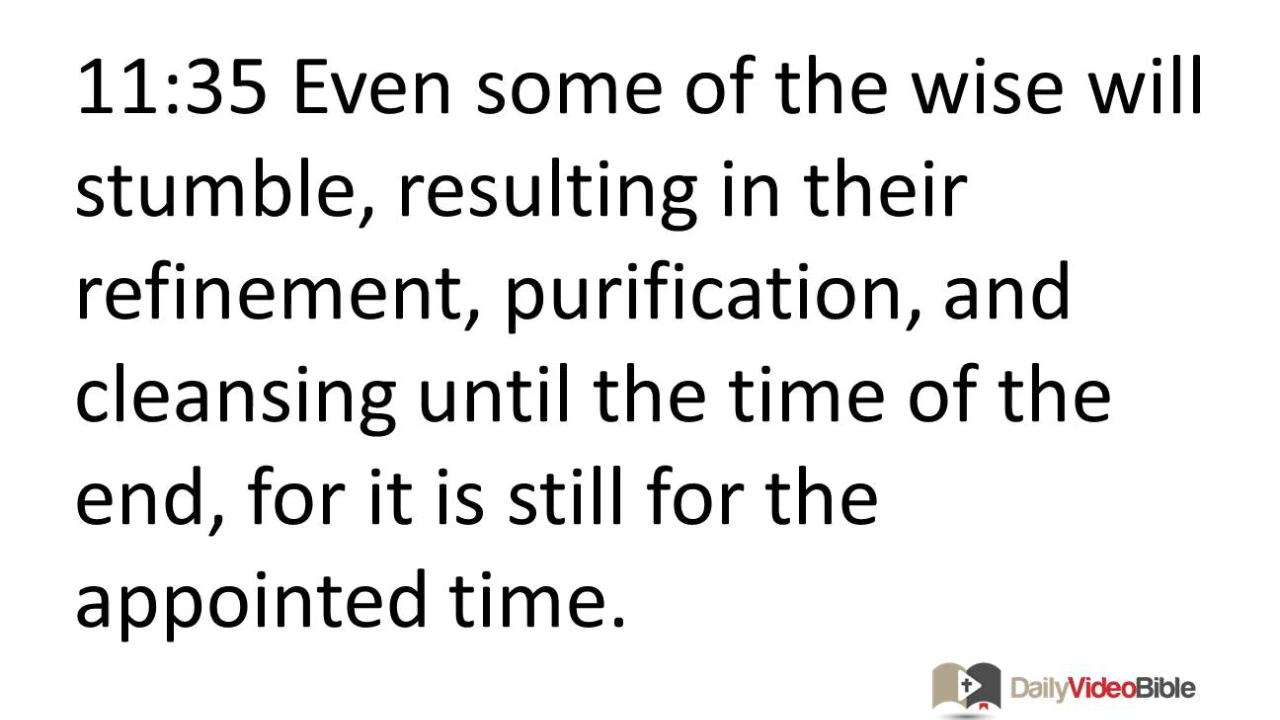 11:35 Even some of the wise will
stumble, resulting in their
refinement, purification, and
cleansing until the time of the
end, for it is still for the
appointed time.
DailyVideoBible